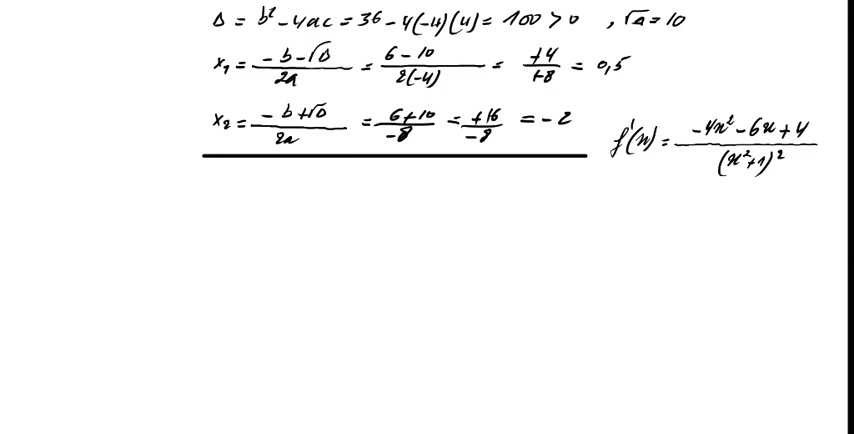 Δ = b² - 4ac = 36 - 4(-4)(4) = 100 > 0 , √Δ = 10
x₁ = (-b - √Δ)/(2a) = (6 - 10)/(2(-4)) = (+4)/(+8) = 0,5
x₂ = (-b + √Δ)/(2a) = (6 + 10)/(-8) = (+16)/(-8) = -2
f'(x) = (-4x² - 6x + 4)/(x² + 1)²